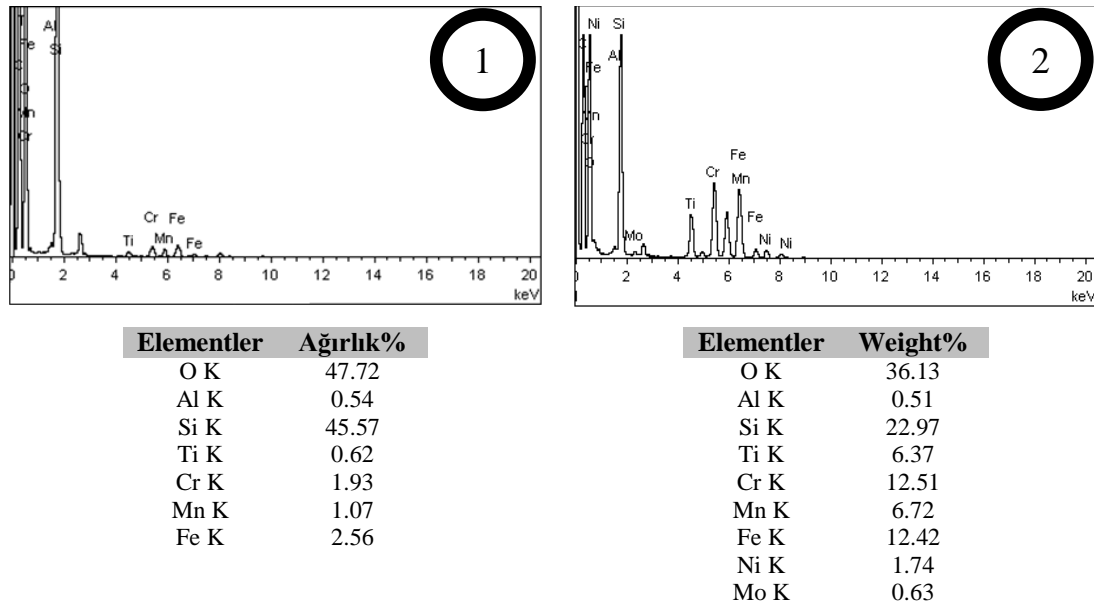 1
Al
Si
T
Fe
Mn
Cr
Cr Fe
Ti Mn Fe
0 2 4 6 8 10 12 14 16 18 20
keV
2
Ni Si
Al
Fe
Fe
Cr Mn
Ti
Fe
Mo
Ni Ni
2 4 6 8 10 12 14 16 18 20
keV
Elementler Ağırlık%
O K 47.72
Al K 0.54
Si K 45.57
Ti K 0.62
Cr K 1.93
Mn K 1.07
Fe K 2.56
Elementler Weight%
O K 36.13
Al K 0.51
Si K 22.97
Ti K 6.37
Cr K 12.51
Mn K 6.72
Fe K 12.42
Ni K 1.74
Mo K 0.63